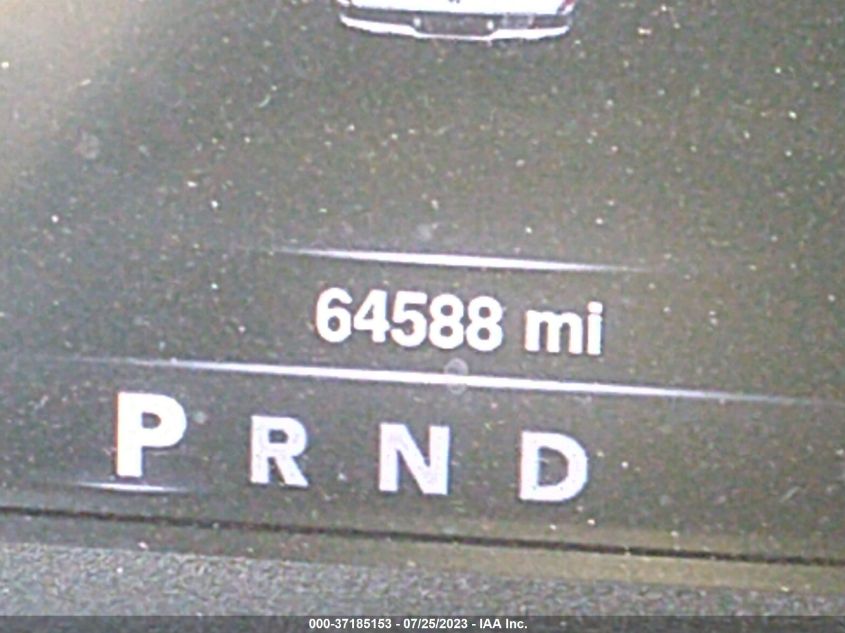 64588 mi
P R N D
000-37185153 - 07/25/2023 - IAA Inc.